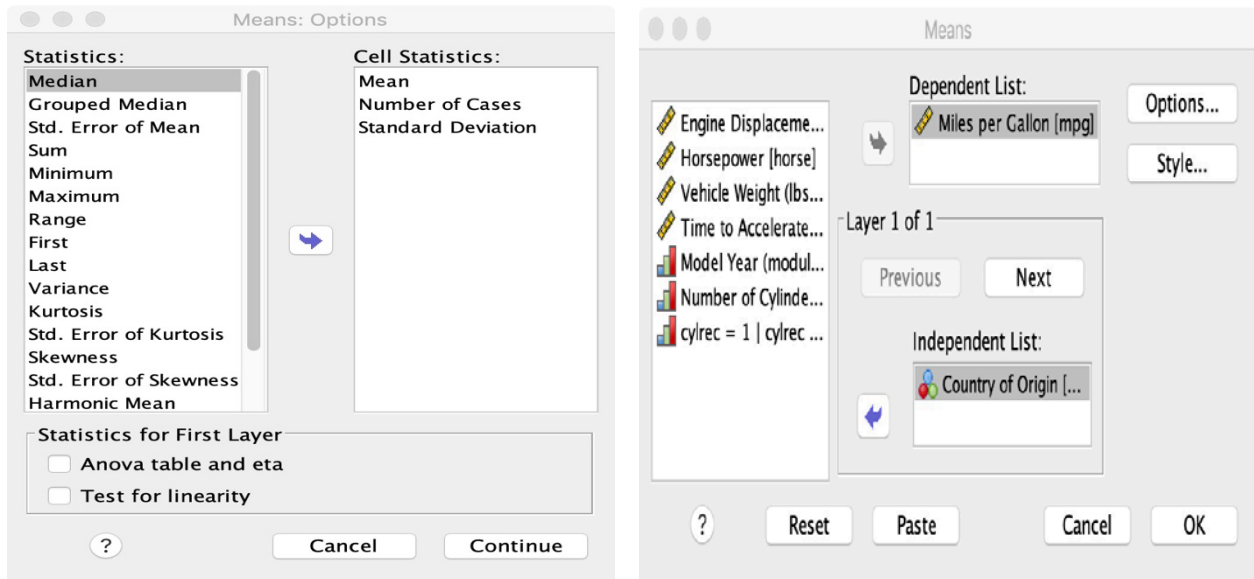 Means: Options
Statistics:
Median
Grouped Median
Std. Error of Mean
Sum
Minimum
Maximum
Range
First
Last
Variance
Kurtosis
Std. Error of Kurtosis
Skewness
Std. Error of Skewness
Harmonic Mean
Cell Statistics:
Mean
Number of Cases
Standard Deviation
Statistics for First Layer
Anova table and eta
Test for linearity
?
Cancel
Continue
Means
Engine Displaceme...
Horsepower [horse]
Vehicle Weight (lbs...
Time to Accelerate...
Model Year (modul...
Number of Cylinde...
cylrec = 1 | cylrec ...
Dependent List:
Miles per Gallon [mpg]
Options...
Style...
Layer 1 of 1
Previous
Next
Independent List:
Country of Origin [...
?
Reset
Paste
Cancel
OK